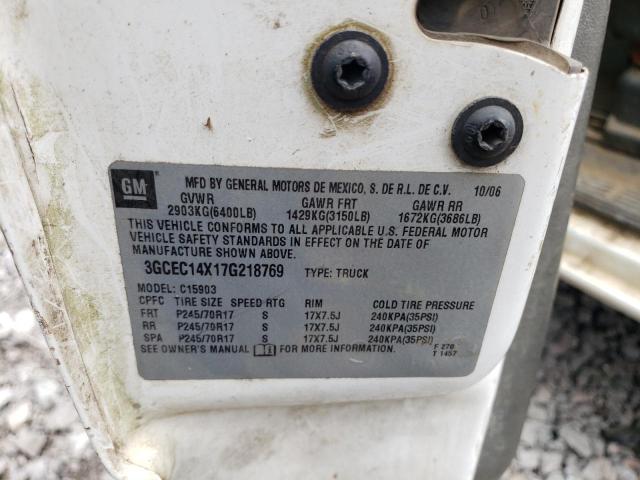 GM
MFD BY GENERAL MOTORS DE MEXICO, S. DE R.L. DE C.V. 10/06
GVWR GAWR FRT GAWR RR
2903KG(6400LB) 1429KG(3150LB) 1672KG(3686LB)
THIS VEHICLE CONFORMS TO ALL APPLICABLE U.S. FEDERAL MOTOR
VEHICLE SAFETY STANDARDS IN EFFECT ON THE DATE OF
MANUFACTURE SHOWN ABOVE.
3GCEC14X17G218769 TYPE: TRUCK
MODEL: C15903
CPFC TIRE SIZE SPEED RTG RIM COLD TIRE PRESSURE
FRT P245/70R17 S 17X7.5J 240KPA(35PSI)
RR P245/70R17 S 17X7.5J 240KPA(35PSI)
SPA P245/70R17 S 17X7.5J 240KPA(35PSI)
SEE OWNER'S MANUAL FOR MORE INFORMATION.
F 270
T 1457